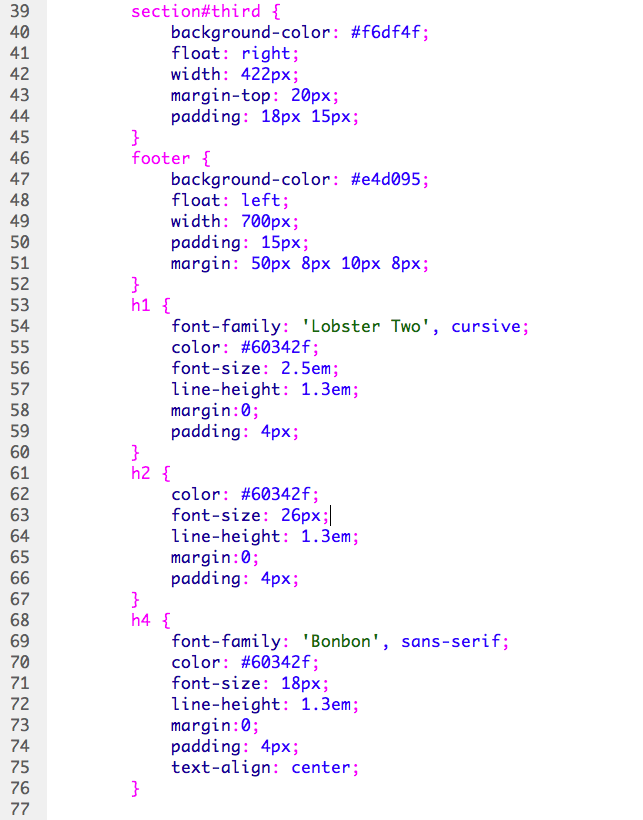 39 section#third {
40 background-color: #f6df4f;
41 float: right;
42 width: 422px;
43 margin-top: 20px;
44 padding: 18px 15px;
45 }
46 footer {
47 background-color: #e4d095;
48 float: left;
49 width: 700px;
50 padding: 15px;
51 margin: 50px 8px 10px 8px;
52 }
53 h1 {
54 font-family: 'Lobster Two', cursive;
55 color: #60342f;
56 font-size: 2.5em;
57 line-height: 1.3em;
58 margin:0;
59 padding: 4px;
60 }
61 h2 {
62 color: #60342f;
63 font-size: 26px;
64 line-height: 1.3em;
65 margin:0;
66 padding: 4px;
67 }
68 h4 {
69 font-family: 'Bonbon', sans-serif;
70 color: #60342f;
71 font-size: 18px;
72 line-height: 1.3em;
73 margin:0;
74 padding: 4px;
75 text-align: center;
76 }
77